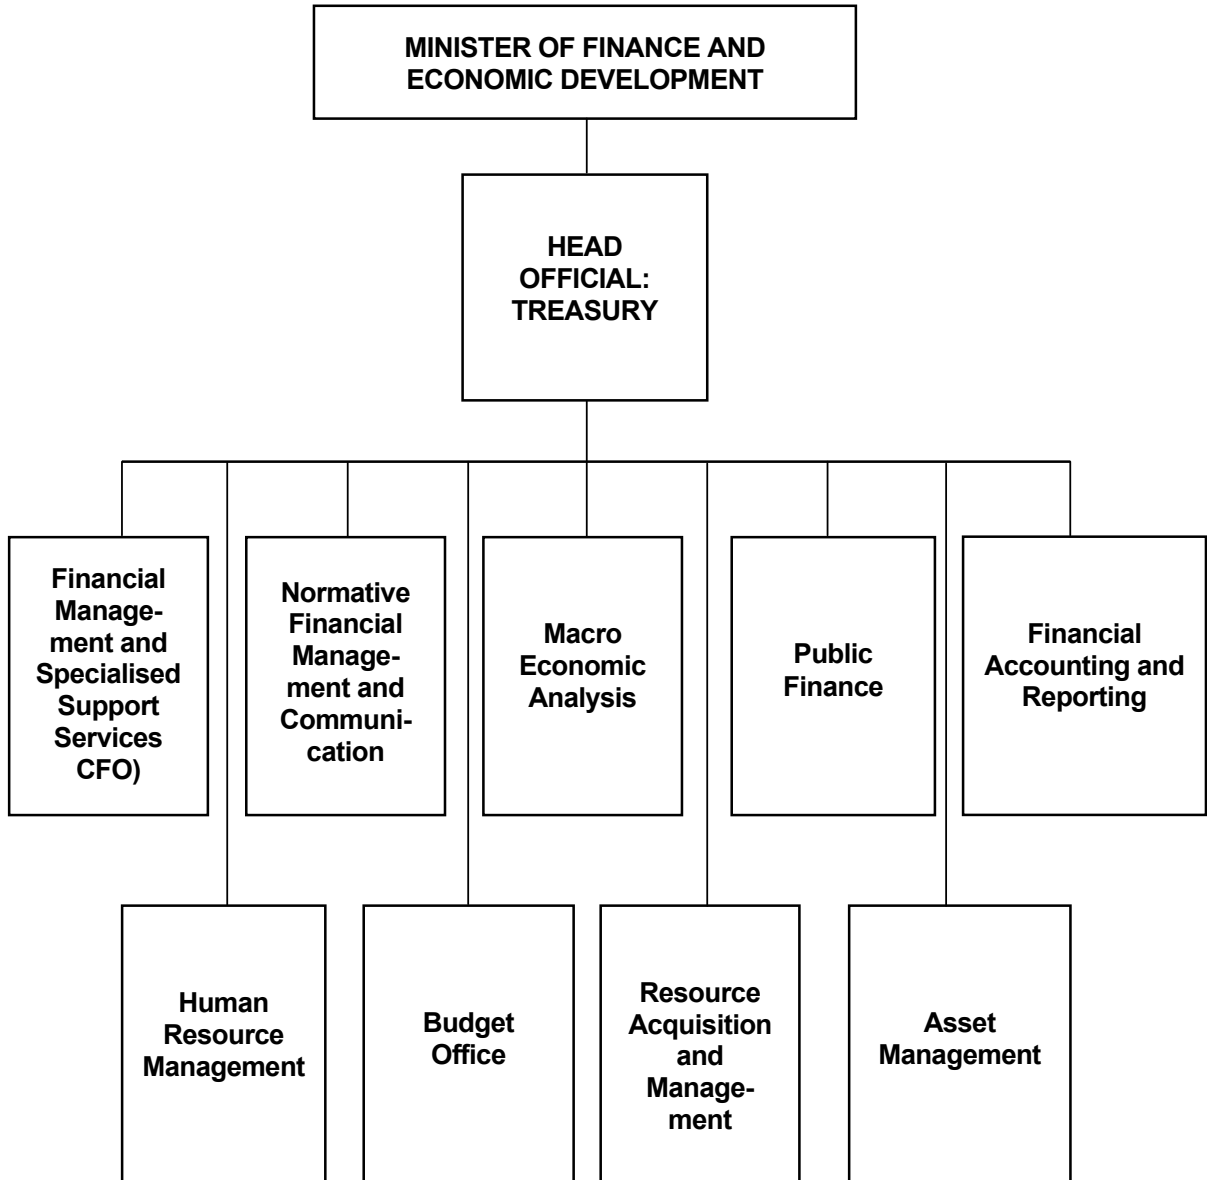 MINISTER OF FINANCE AND
ECONOMIC DEVELOPMENT
HEAD
OFFICIAL:
TREASURY
Financial
Manage-
ment and
Specialised
Support
Services
CFO)
Normative
Financial
Manage-
ment and
Communi-
cation
Macro
Economic
Analysis
Public
Finance
Financial
Accounting and
Reporting
Human
Resource
Management
Budget
Office
Resource
Acquisition
and
Manage-
ment
Asset
Management